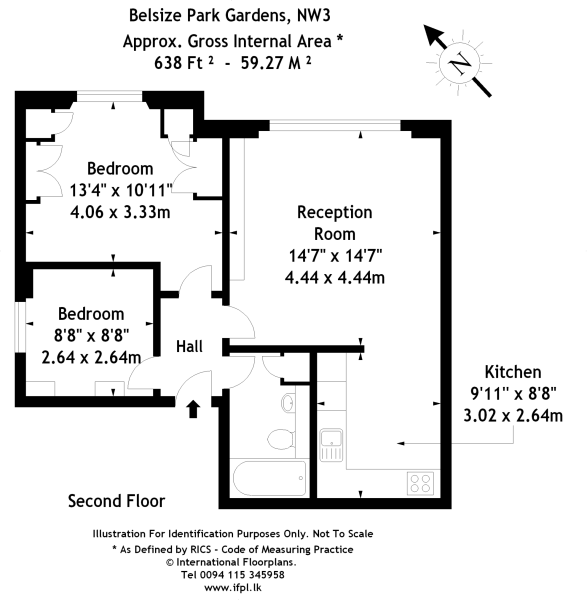 Belsize Park Gardens, NW3
Approx. Gross Internal Area *
638 Ft ² - 59.27 M ²
N
Bedroom
13'4" x 10'11"
4.06 x 3.33m
Reception
Room
14'7" x 14'7"
4.44 x 4.44m
Bedroom
8'8" x 8'8"
2.64 x 2.64m
Hall
Kitchen
9'11" x 8'8"
3.02 x 2.64m
Second Floor
Illustration For Identification Purposes Only. Not To Scale
* As Defined by RICS - Code of Measuring Practice
© International Floorplans.
Tel 0094 115 345958
www.ifpl.lk